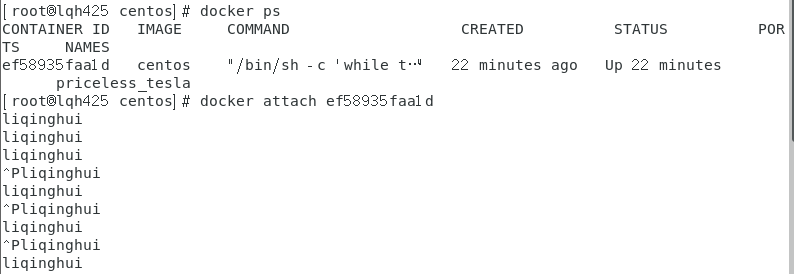 [root@lqh425 centos]# docker ps
CONTAINER ID   IMAGE     COMMAND                  CREATED          STATUS          POR
TS     NAMES
ef58935faa1d   centos    "/bin/sh -c 'while t…"   22 minutes ago   Up 22 minutes
      priceless_tesla
[root@lqh425 centos]# docker attach ef58935faa1d
liqinghui
liqinghui
liqinghui
^Pliqinghui
liqinghui
^Pliqinghui
liqinghui
^Pliqinghui
liqinghui